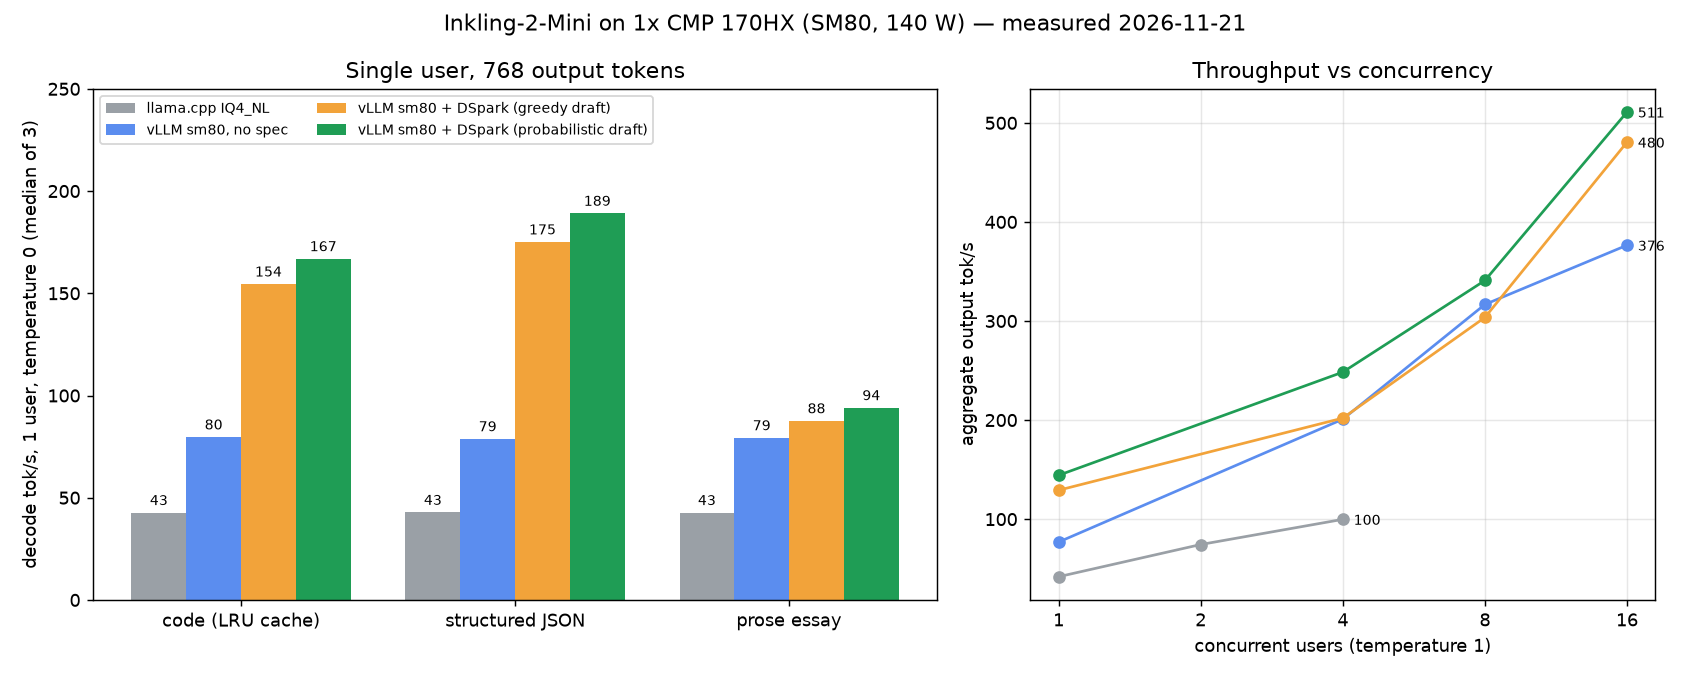 Inkling-2-Mini on 1x CMP 170HX (SM80, 140 W) — measured 2026-11-21
Single user, 768 output tokens
decode tok/s, 1 user, temperature 0 (median of 3)
250
200
150
100
50
0
llama.cpp IQ4_NL
vLLM sm80, no spec
vLLM sm80 + DSpark (greedy draft)
vLLM sm80 + DSpark (probabilistic draft)
43
80
154
167
43
79
175
189
43
79
88
94
code (LRU cache)
structured JSON
prose essay
Throughput vs concurrency
aggregate output tok/s
500
400
300
200
100
511
480
376
100
1
2
4
8
16
concurrent users (temperature 1)